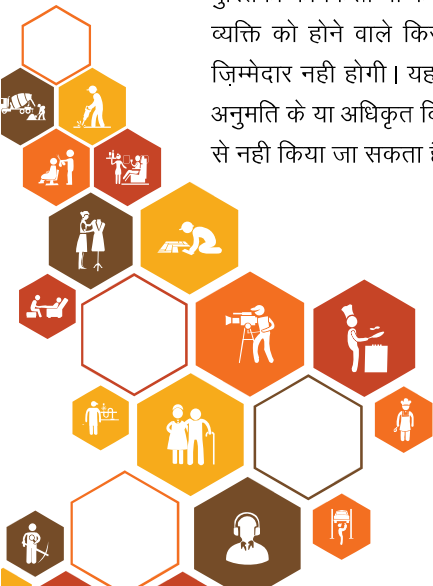 व्यक्ति को होने वाले
ज़िम्मेदार नही होगी। यह
अनुमति के या अधिकृत
से नही किया जा सकता